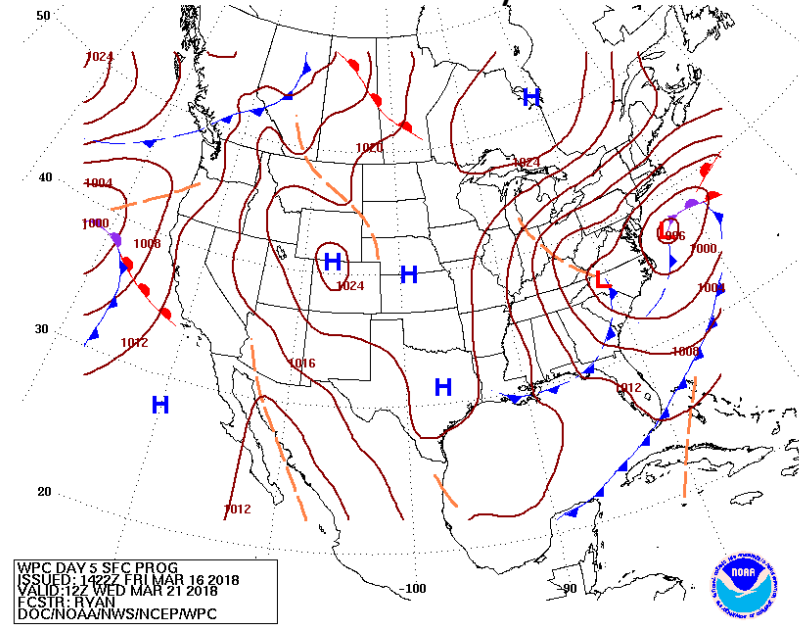 50
1024
H
1020
1024
40
1004
1000
1008
L
996
1000
H
1024
H
L
1004
30
1012
1016
1008
H
H
1012
20
1012
-100
-90
WPC DAY 5 SFC PROG
ISSUED: 1422Z FRI MAR 16 2018
VALID:12Z WED MAR 21 2018
FCSTR: RYAN
DOC/NOAA/NWS/NCEP/WPC
NOAA